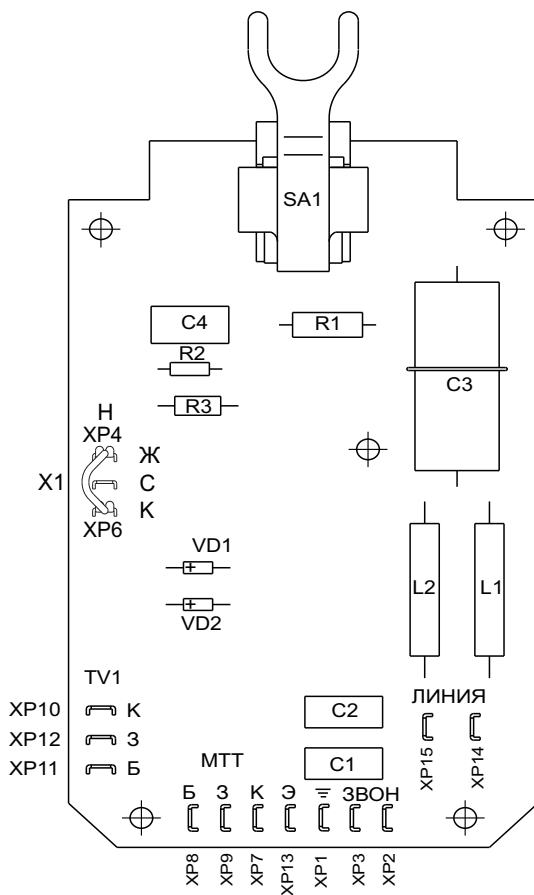 SA1
C4
R1
R2
C3
R3
Н
XP4
Ж
X1
С
К
XP6
VD1
L2
L1
VD2
TV1
ЛИНИЯ
XP10
К
C2
XP12
З
XP15
XP14
МТТ
XP11
Б
C1
Б З К Э ЗВОН
XP8 XP9 XP7 XP13 XP1 XP3 XP2